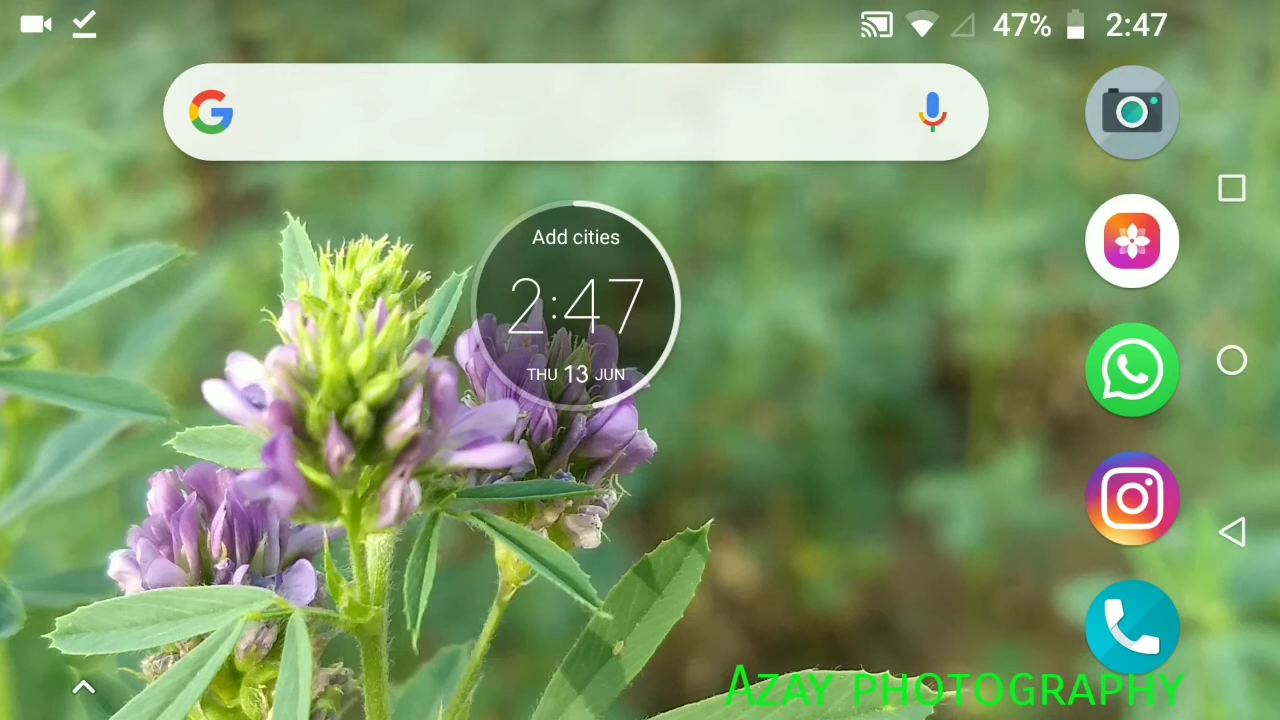 47% 2:47
Add cities
2:47
THU 13 JUN
AZAY PHOTOGRAPHY